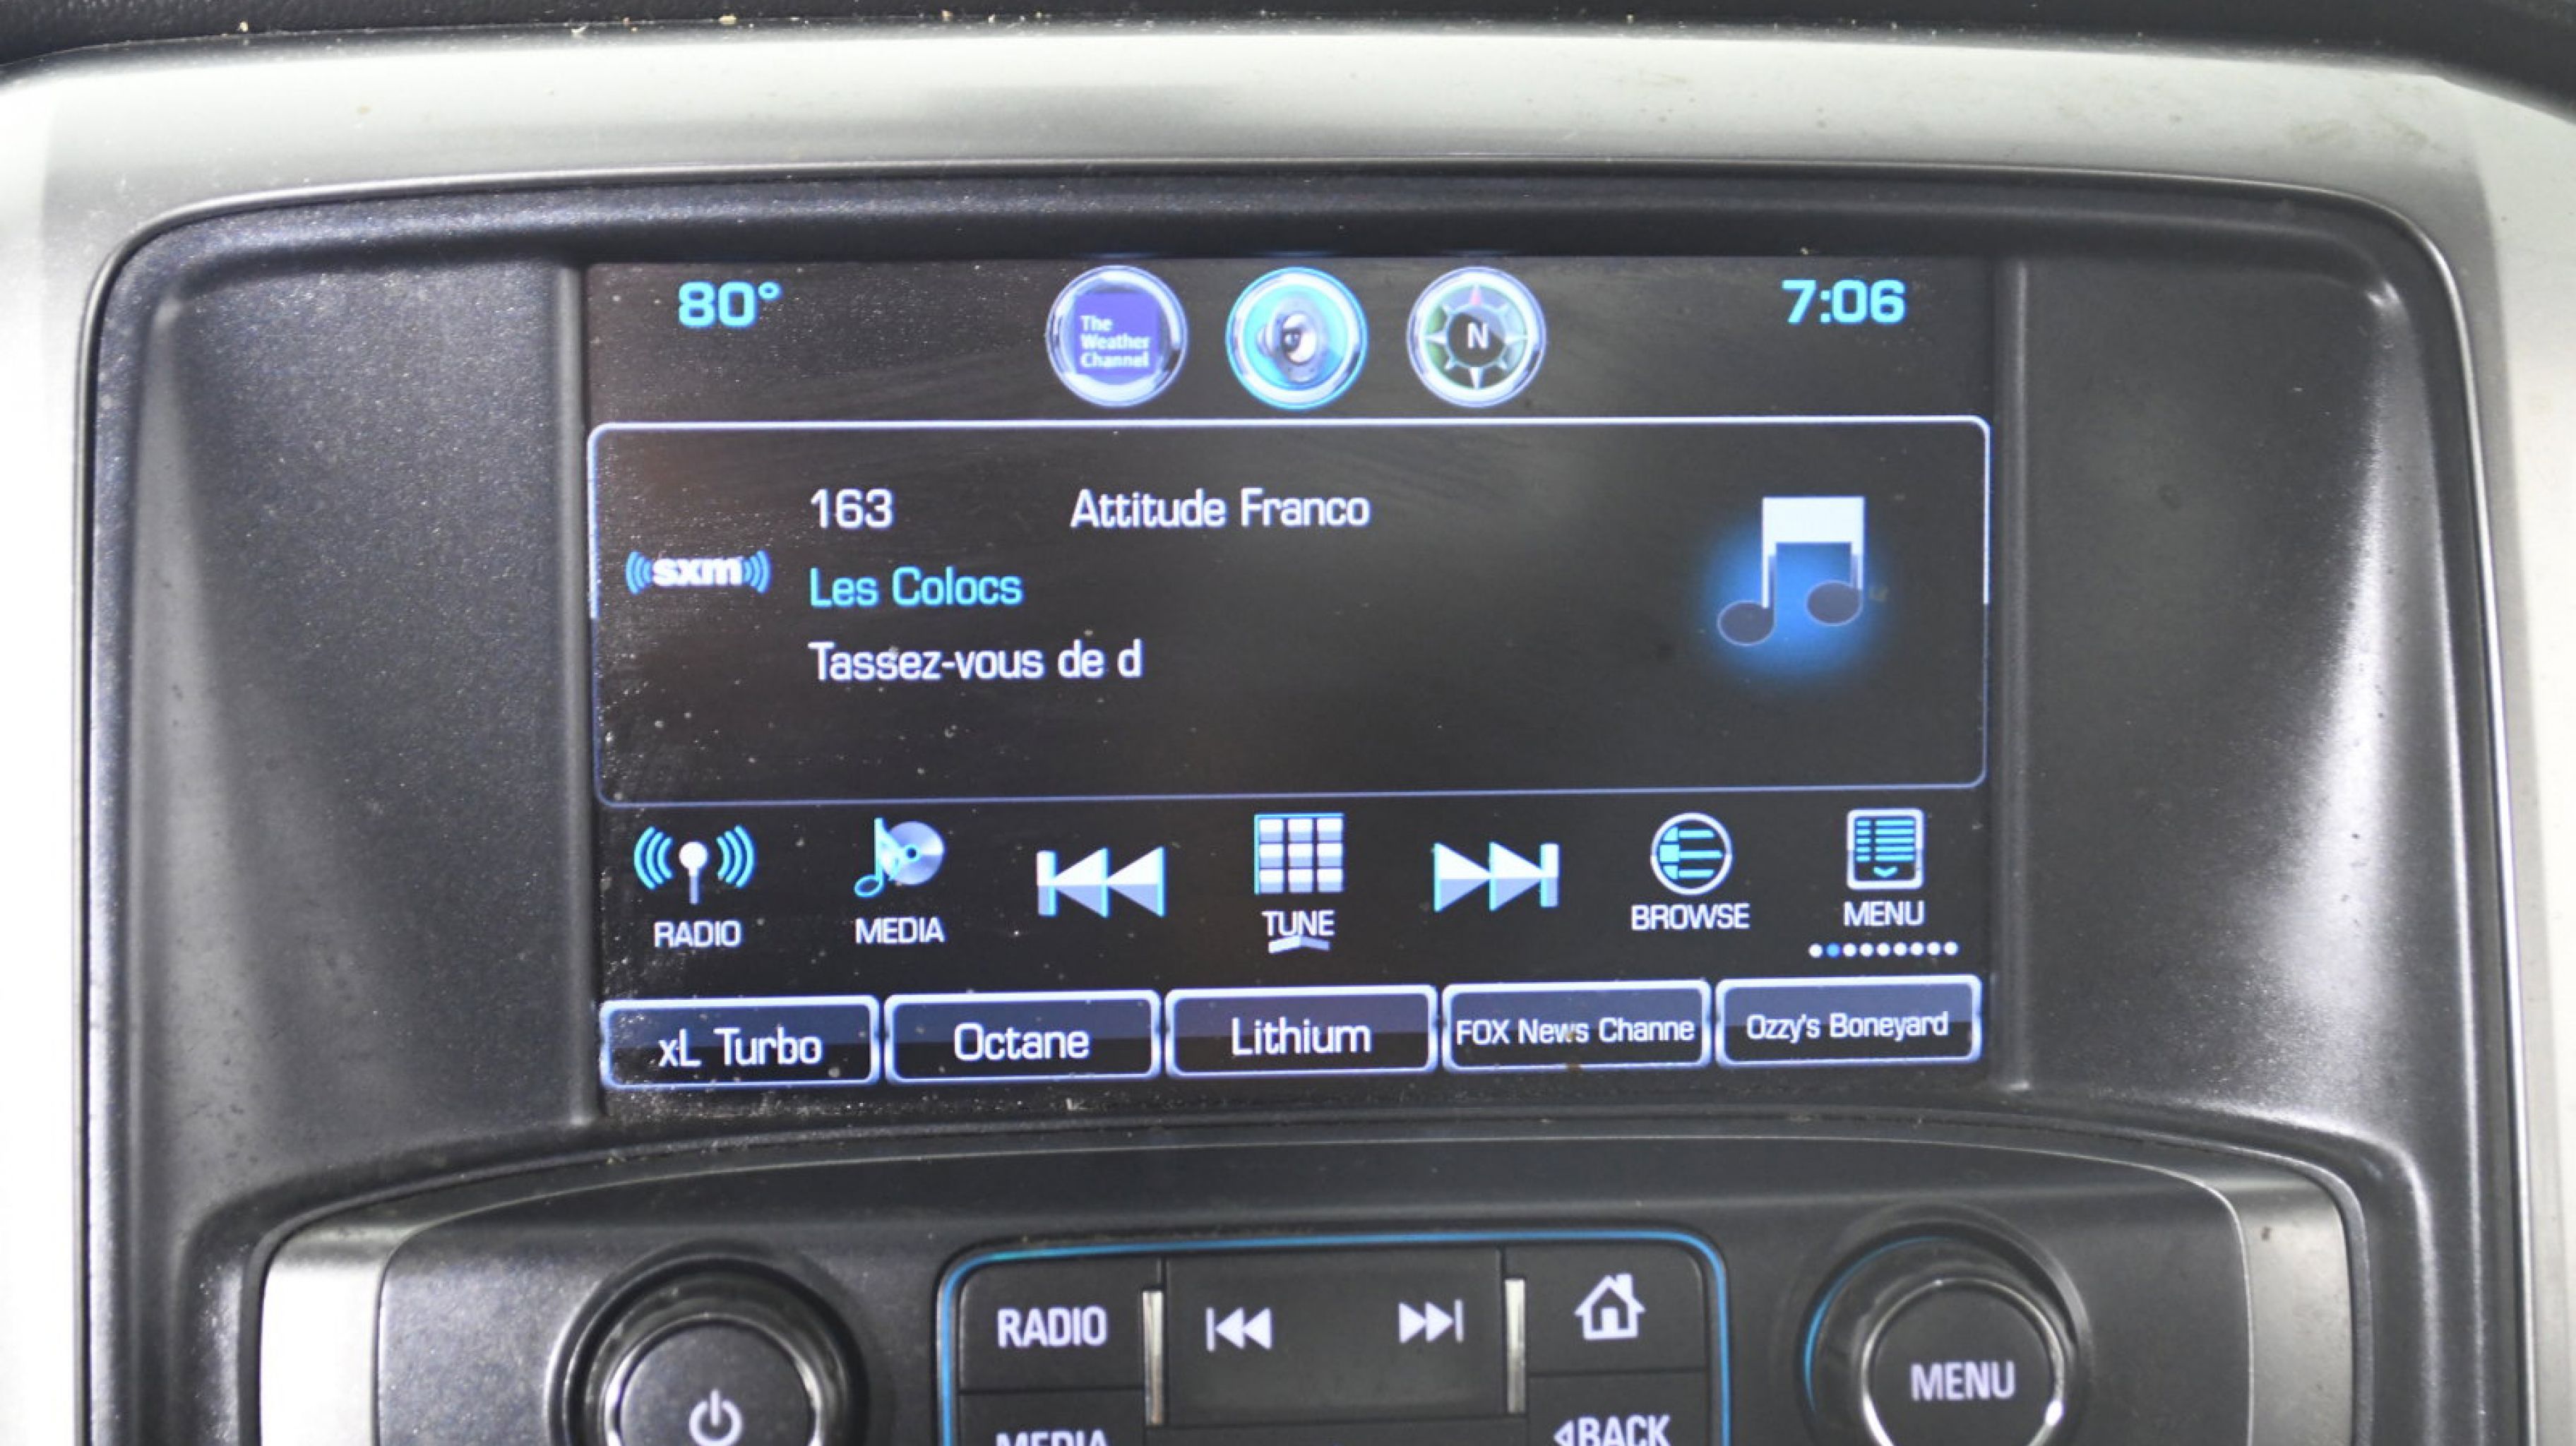 80° 7:06
The
Weather
Channel
N
163 Attitude Franco
sxm
Les Colocs
Tassez-vous de d
RADIO MEDIA TUNE BROWSE MENU
xL Turbo Octane Lithium FOX News Channe Ozzy's Boneyard
RADIO
MENU
MEDIA BACK